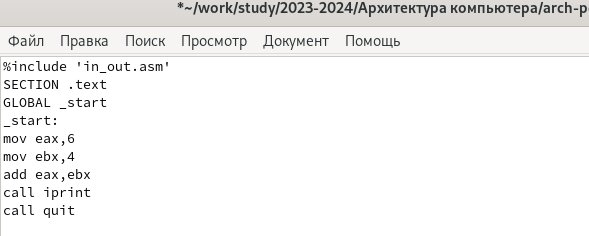 *~/work/study/2023-2024/Архитектура компьютера/arch-p
Файл Правка Поиск Просмотр Документ Помощь
%include 'in_out.asm'
SECTION .text
GLOBAL _start
_start:
mov eax,6
mov ebx,4
add eax,ebx
call iprint
call quit